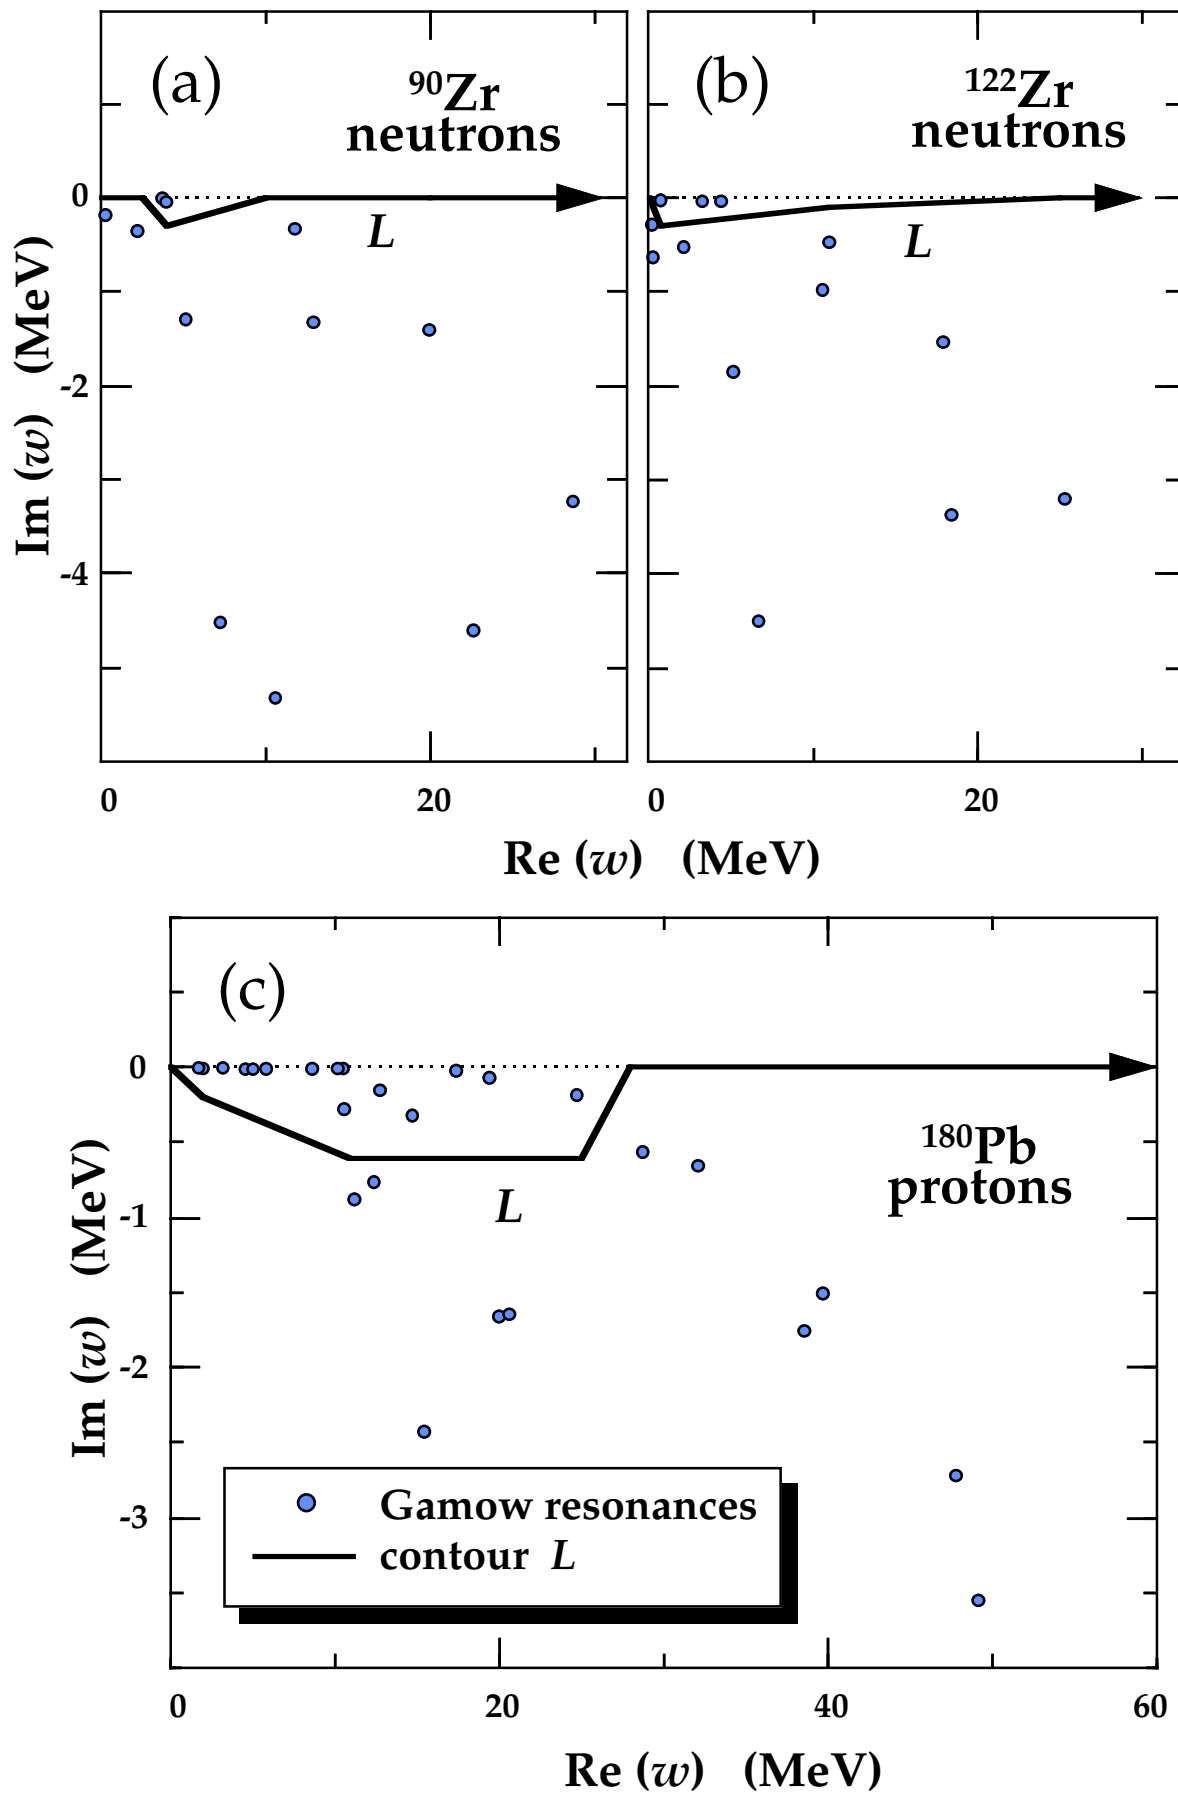 (a)
⁹⁰Zr
neutrons
(b)
¹²²Zr
neutrons
0
-2
-4
L
L
Im (w) (MeV)
0
20
0
20
Re (w) (MeV)
(c)
0
-1
-2
-3
¹⁸⁰Pb
protons
L
Im (w) (MeV)
Gamow resonances
contour L
0
20
40
60
Re (w) (MeV)